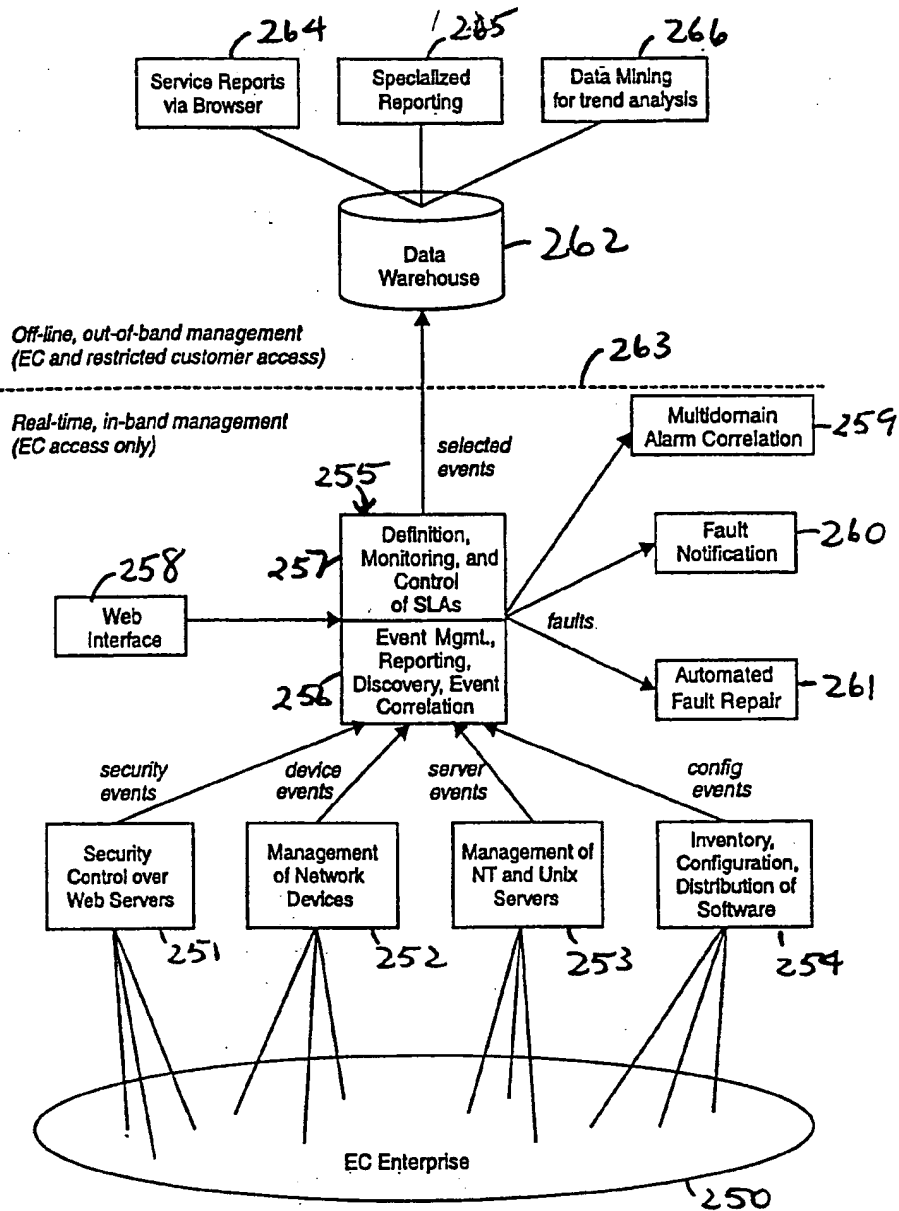 264
265
266
Service Reports
via Browser
Specialized
Reporting
Data Mining
for trend analysis
Data
Warehouse
262
Off-line, out-of-band management
(EC and restricted customer access)
263
Real-time, in-band management
(EC access only)
selected
events
Multidomain
Alarm Correlation
259
255
257
Definition,
Monitoring, and
Control
of SLAs
Fault
Notification
260
258
Web
Interface
faults.
256
Event Mgmt.,
Reporting,
Discovery, Event
Correlation
Automated
Fault Repair
261
security
events
device
events
server
events
config
events
Security
Control over
Web Servers
Management
of Network
Devices
Management of
NT and Unix
Servers
Inventory,
Configuration,
Distribution of
Software
251
252
253
254
EC Enterprise
250